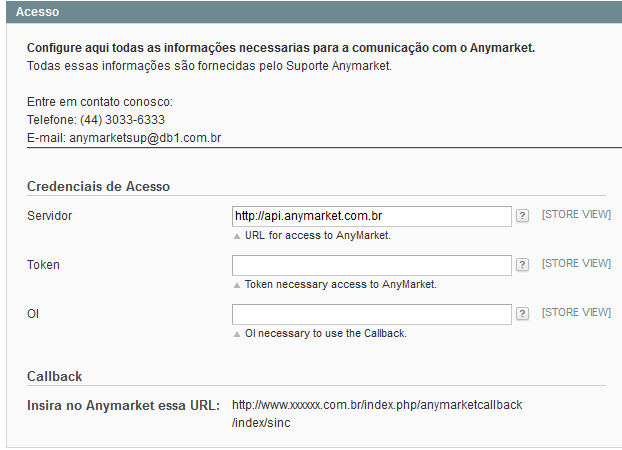 Acesso
Configure aqui todas as informações necessarias para a comunicação com o Anymarket.
Todas essas informações são fornecidas pelo Suporte Anymarket.
Entre em contato conosco:
Telefone: (44) 3033-6333
E-mail: anymarketsup@db1.com.br
Credenciais de Acesso
Servidor http://api.anymarket.com.br ? [STORE VIEW]
▲ URL for access to AnyMarket.
Token ? [STORE VIEW]
▲ Token necessary access to AnyMarket.
OI ? [STORE VIEW]
▲ OI necessary to use the Callback.
Callback
Insira no Anymarket essa URL: http://www.xxxxxx.com.br/index.php/anymarketcallback
/index/sinc